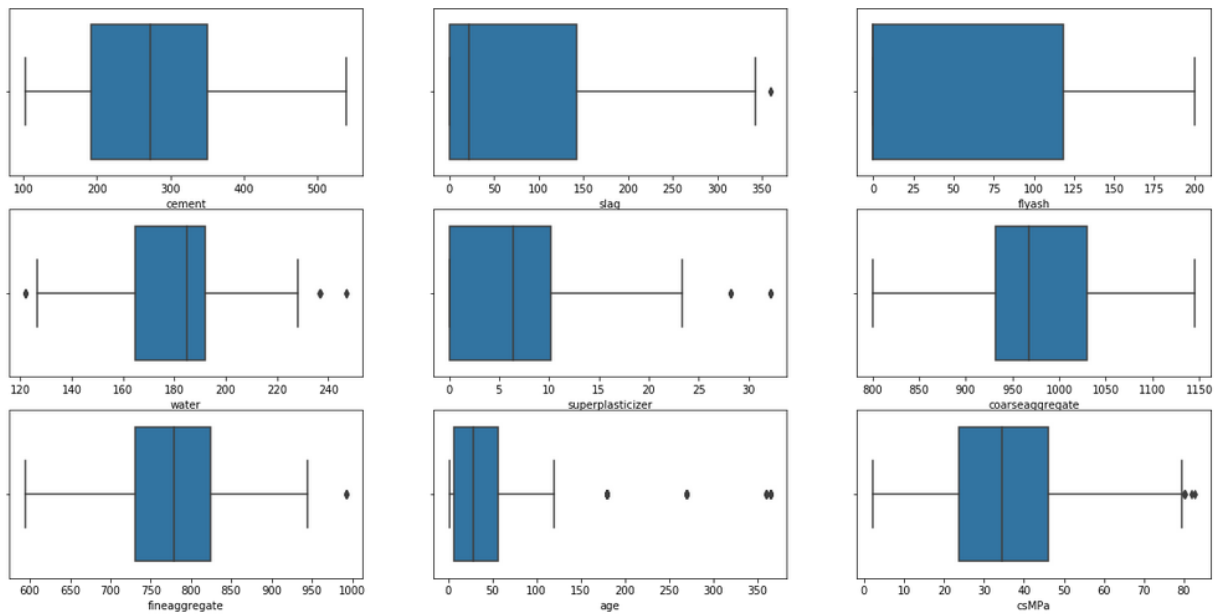 100 200 300 400 500
cement
0 50 100 150 200 250 300 350
slag
0 25 50 75 100 125 150 175 200
flyash
120 140 160 180 200 220 240
water
0 5 10 15 20 25 30
superplasticizer
800 850 900 950 1000 1050 1100 1150
coarseaggregate
600 650 700 750 800 850 900 950 1000
fineaggregate
0 50 100 150 200 250 300 350
age
0 10 20 30 40 50 60 70 80
csMPa